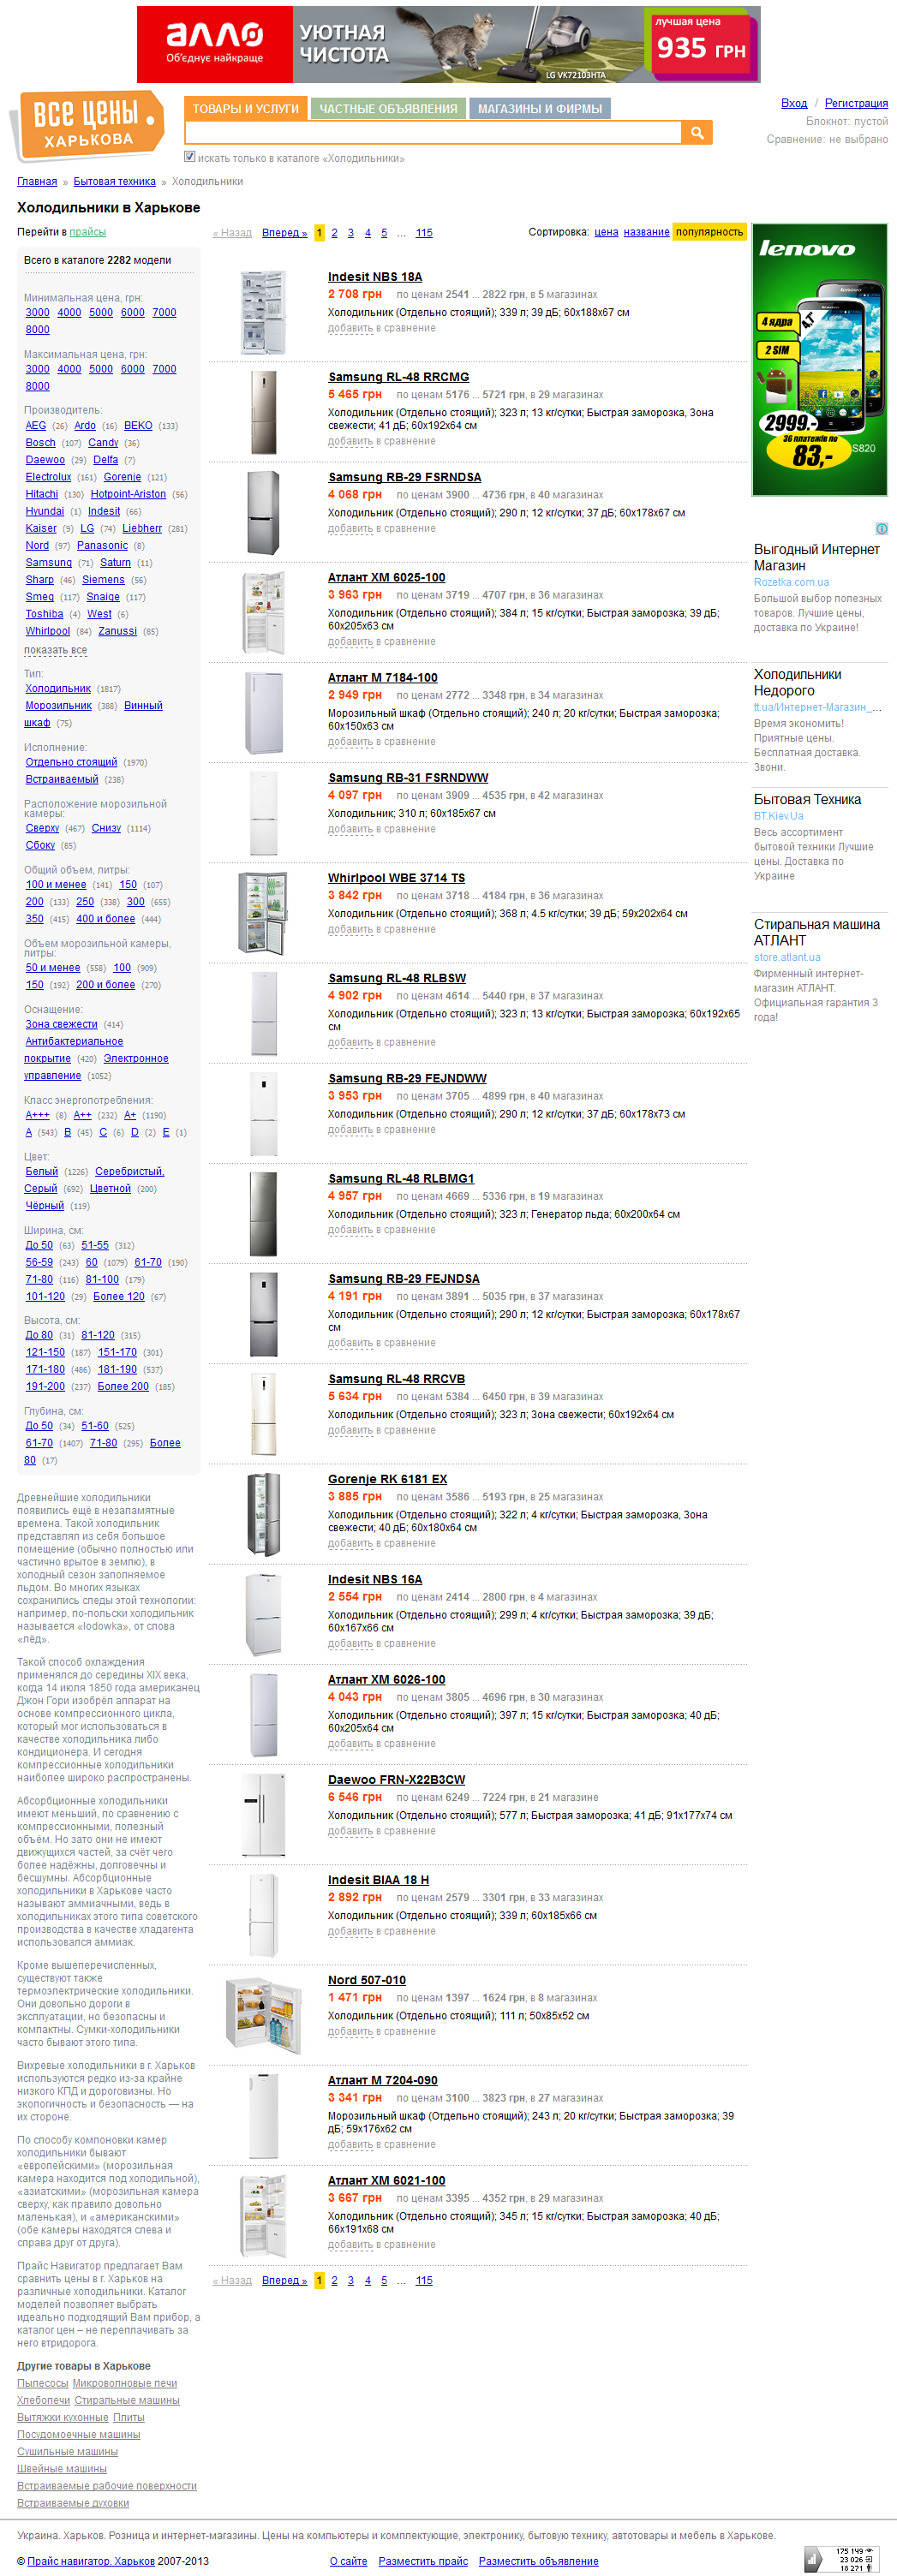 алло
Об'єднує найкраще
УЮТНАЯ
ЧИСТОТА
LG VK72103HTA
лучшая цена
935 ГРН
ВСЕ ЦЕНЫ
ХАРЬКОВА
ТОВАРЫ И УСЛУГИ
ЧАСТНЫЕ ОБЪЯВЛЕНИЯ
МАГАЗИНЫ И ФИРМЫ
искать только в каталоге «Холодильники»
Вход / Регистрация
Блокнот: пустой
Сравнение: не выбрано
Главная » Бытовая техника » Холодильники
Холодильники в Харькове
Перейти в прайсы
Всего в каталоге 2282 модели
Минимальная цена, грн:
3000 4000 5000 6000 7000
8000
Максимальная цена, грн:
3000 4000 5000 6000 7000
8000
Производитель:
AEG (26) Ardo (16) BEKO (133)
Bosch (107) Candy (36)
Daewoo (29) Delfa (7)
Electrolux (161) Gorenje (121)
Hitachi (130) Hotpoint-Ariston (56)
Hyundai (1) Indesit (66)
Kaiser (9) LG (74) Liebherr (281)
Nord (97) Panasonic (8)
Samsung (71) Saturn (11)
Sharp (46) Siemens (56)
Smeg (117) Snaige (117)
Toshiba (4) West (6)
Whirlpool (84) Zanussi (85)
показать все
Тип:
Холодильник (1817)
Морозильник (388) Винный
шкаф (75)
Исполнение:
Отдельно стоящий (1970)
Встраиваемый (238)
Расположение морозильной
камеры:
Сверху (467) Снизу (1114)
Сбоку (85)
Общий объем, литры:
100 и менее (141) 150 (107)
200 (133) 250 (338) 300 (655)
350 (415) 400 и более (444)
Объем морозильной камеры,
литры:
50 и менее (558) 100 (909)
150 (192) 200 и более (270)
Оснащение:
Зона свежести (414)
Антибактериальное
покрытие (420) Электронное
управление (1052)
Класс энергопотребления:
A+++ (8) A++ (232) A+ (1190)
A (543) B (45) C (6) D (2) E (1)
Цвет:
Белый (1226) Серебристый,
Серый (692) Цветной (200)
Чёрный (119)
Ширина, см:
До 50 (63) 51-55 (312)
56-59 (243) 60 (1079) 61-70 (190)
71-80 (116) 81-100 (179)
101-120 (29) Более 120 (67)
Высота, см:
До 80 (31) 81-120 (315)
121-150 (187) 151-170 (301)
171-180 (486) 181-190 (537)
191-200 (237) Более 200 (185)
Глубина, см:
До 50 (34) 51-60 (525)
61-70 (1407) 71-80 (295) Более
80 (17)
Древнейшие холодильники
появились ещё в незапамятные
времена. Такой холодильник
представлял из себя большое
помещение (обычно полностью или
частично врытое в землю), в
холодный сезон заполняемое
льдом. Во многих языках
сохранились следы этой технологии:
например, по-польски холодильник
называется «lodowka», от слова
«лёд».
Такой способ охлаждения
применялся до середины XIX века,
когда 14 июля 1850 года американец
Джон Гори изобрёл аппарат на
основе компрессионного цикла,
который мог использоваться в
качестве холодильника либо
кондиционера. И сегодня
компрессионные холодильники
наиболее широко распространены.
Абсорбционные холодильники
имеют меньший, по сравнению с
компрессионными, полезный
объём. Но зато они не имеют
движущихся частей, за счёт чего
более надёжны, долговечны и
бесшумны. Абсорбционные
холодильники в Харькове часто
называют аммиачными, ведь в
холодильниках этого типа советского
производства в качестве хладагента
использовался аммиак.
Кроме вышеперечисленных,
существуют также
термоэлектрические холодильники.
Они довольно дороги в
эксплуатации, но безопасны и
компактны. Сумки-холодильники
часто бывают этого типа.
Вихревые холодильники в г. Харьков
используются редко из-за крайне
низкого КПД и дороговизны. Но
экологичность и безопасность — на
их стороне.
По способу компоновки камер
холодильники бывают
«европейскими» (морозильная
камера находится под холодильной),
«азиатскими» (морозильная камера
сверху, как правило довольно
маленькая), и «американскими»
(обе камеры находятся слева и
справа друг от друга).
Прайс Навигатор предлагает Вам
сравнить цены в г. Харьков на
различные холодильники. Каталог
моделей позволяет выбрать
идеально подходящий Вам прибор, а
каталог цен – не переплачивать за
него втридорога.
Другие товары в Харькове
Пылесосы Микроволновые печи
Хлебопечи Стиральные машины
Вытяжки кухонные Плиты
Посудомоечные машины
Сушильные машины
Швейные машины
Встраиваемые рабочие поверхности
Встраиваемые духовки
« Назад Вперед » 1 2 3 4 5 ... 115
Сортировка: цена название популярность
Indesit NBS 18A
2 708 грн по ценам 2541 ... 2822 грн, в 5 магазинах
Холодильник (Отдельно стоящий); 339 л; 39 дБ; 60x188x67 см
добавить в сравнение
Samsung RL-48 RRCMG
5 465 грн по ценам 5176 ... 5721 грн, в 29 магазинах
Холодильник (Отдельно стоящий); 323 л; 13 кг/сутки; Быстрая заморозка, Зона
свежести; 41 дБ; 60x192x64 см
добавить в сравнение
Samsung RB-29 FSRNDSA
4 068 грн по ценам 3900 ... 4736 грн, в 40 магазинах
Холодильник (Отдельно стоящий); 290 л; 12 кг/сутки; 37 дБ; 60x178x67 см
добавить в сравнение
Атлант ХМ 6025-100
3 963 грн по ценам 3719 ... 4707 грн, в 36 магазинах
Холодильник (Отдельно стоящий); 384 л; 15 кг/сутки; Быстрая заморозка; 39 дБ;
60x205x63 см
добавить в сравнение
Атлант М 7184-100
2 949 грн по ценам 2772 ... 3348 грн, в 34 магазинах
Морозильный шкаф (Отдельно стоящий); 240 л; 20 кг/сутки; Быстрая заморозка;
60x150x63 см
добавить в сравнение
Samsung RB-31 FSRNDWW
4 097 грн по ценам 3909 ... 4535 грн, в 42 магазинах
Холодильник; 310 л; 60x185x67 см
добавить в сравнение
Whirlpool WBE 3714 TS
3 842 грн по ценам 3718 ... 4184 грн, в 36 магазинах
Холодильник (Отдельно стоящий); 368 л; 4.5 кг/сутки; 39 дБ; 59x202x64 см
добавить в сравнение
Samsung RL-48 RLBSW
4 902 грн по ценам 4614 ... 5440 грн, в 37 магазинах
Холодильник (Отдельно стоящий); 323 л; 13 кг/сутки; Быстрая заморозка; 60x192x65
см
добавить в сравнение
Samsung RB-29 FEJNDWW
3 953 грн по ценам 3705 ... 4899 грн, в 40 магазинах
Холодильник (Отдельно стоящий); 290 л; 12 кг/сутки; 37 дБ; 60x178x73 см
добавить в сравнение
Samsung RL-48 RLBMG1
4 957 грн по ценам 4669 ... 5336 грн, в 19 магазинах
Холодильник (Отдельно стоящий); 323 л; Генератор льда; 60x200x64 см
добавить в сравнение
Samsung RB-29 FEJNDSA
4 191 грн по ценам 3891 ... 5035 грн, в 37 магазинах
Холодильник (Отдельно стоящий); 290 л; 12 кг/сутки; Быстрая заморозка; 60x178x67
см
добавить в сравнение
Samsung RL-48 RRCVB
5 634 грн по ценам 5384 ... 6450 грн, в 39 магазинах
Холодильник (Отдельно стоящий); 323 л; Зона свежести; 60x192x64 см
добавить в сравнение
Gorenje RK 6181 EX
3 885 грн по ценам 3586 ... 5193 грн, в 25 магазинах
Холодильник (Отдельно стоящий); 322 л; 4 кг/сутки; Быстрая заморозка, Зона
свежести; 40 дБ; 60x180x64 см
добавить в сравнение
Indesit NBS 16A
2 554 грн по ценам 2414 ... 2800 грн, в 4 магазинах
Холодильник (Отдельно стоящий); 299 л; 4 кг/сутки; Быстрая заморозка; 39 дБ;
60x167x66 см
добавить в сравнение
Атлант ХМ 6026-100
4 043 грн по ценам 3805 ... 4696 грн, в 30 магазинах
Холодильник (Отдельно стоящий); 397 л; 15 кг/сутки; Быстрая заморозка; 40 дБ;
60x205x64 см
добавить в сравнение
Daewoo FRN-X22B3CW
6 546 грн по ценам 6249 ... 7224 грн, в 21 магазине
Холодильник (Отдельно стоящий); 577 л; Быстрая заморозка; 41 дБ; 91x177x74 см
добавить в сравнение
Indesit BIAA 18 H
2 892 грн по ценам 2579 ... 3301 грн, в 33 магазинах
Холодильник (Отдельно стоящий); 339 л; 60x185x66 см
добавить в сравнение
Nord 507-010
1 471 грн по ценам 1397 ... 1624 грн, в 8 магазинах
Холодильник (Отдельно стоящий); 111 л; 50x85x52 см
добавить в сравнение
Атлант М 7204-090
3 341 грн по ценам 3100 ... 3823 грн, в 27 магазинах
Морозильный шкаф (Отдельно стоящий); 243 л; 20 кг/сутки; Быстрая заморозка; 39
дБ; 59x176x62 см
добавить в сравнение
Атлант ХМ 6021-100
3 667 грн по ценам 3395 ... 4352 грн, в 29 магазинах
Холодильник (Отдельно стоящий); 345 л; 15 кг/сутки; Быстрая заморозка; 40 дБ;
66x191x68 см
добавить в сравнение
« Назад Вперед » 1 2 3 4 5 ... 115
lenovo
4 ядра
4,7"
2 SIM
2999.-
36 платежей по
83,-
S820
Выгодный Интернет
Магазин
Rozetka.com.ua
Большой выбор полезных
товаров. Лучшие цены,
доставка по Украине!
Холодильники
Недорого
tt.ua/Интернет-Магазин_...
Время экономить!
Приятные цены.
Бесплатная доставка.
Звони.
Бытовая Техника
BT.Kiev.Ua
Весь ассортимент
бытовой техники Лучшие
цены. Доставка по
Украине
Стиральная машина
АТЛАНТ
store.atlant.ua
Фирменный интернет-
магазин АТЛАНТ.
Официальная гарантия 3
года!
Украина. Харьков. Розница и интернет-магазины. Цены на компьютеры и комплектующие, электронику, бытовую технику, автотовары и мебель в Харькове.
© Прайс навигатор. Харьков 2007-2013
О сайте Разместить прайс Разместить объявление
175 149
23 026
18 271